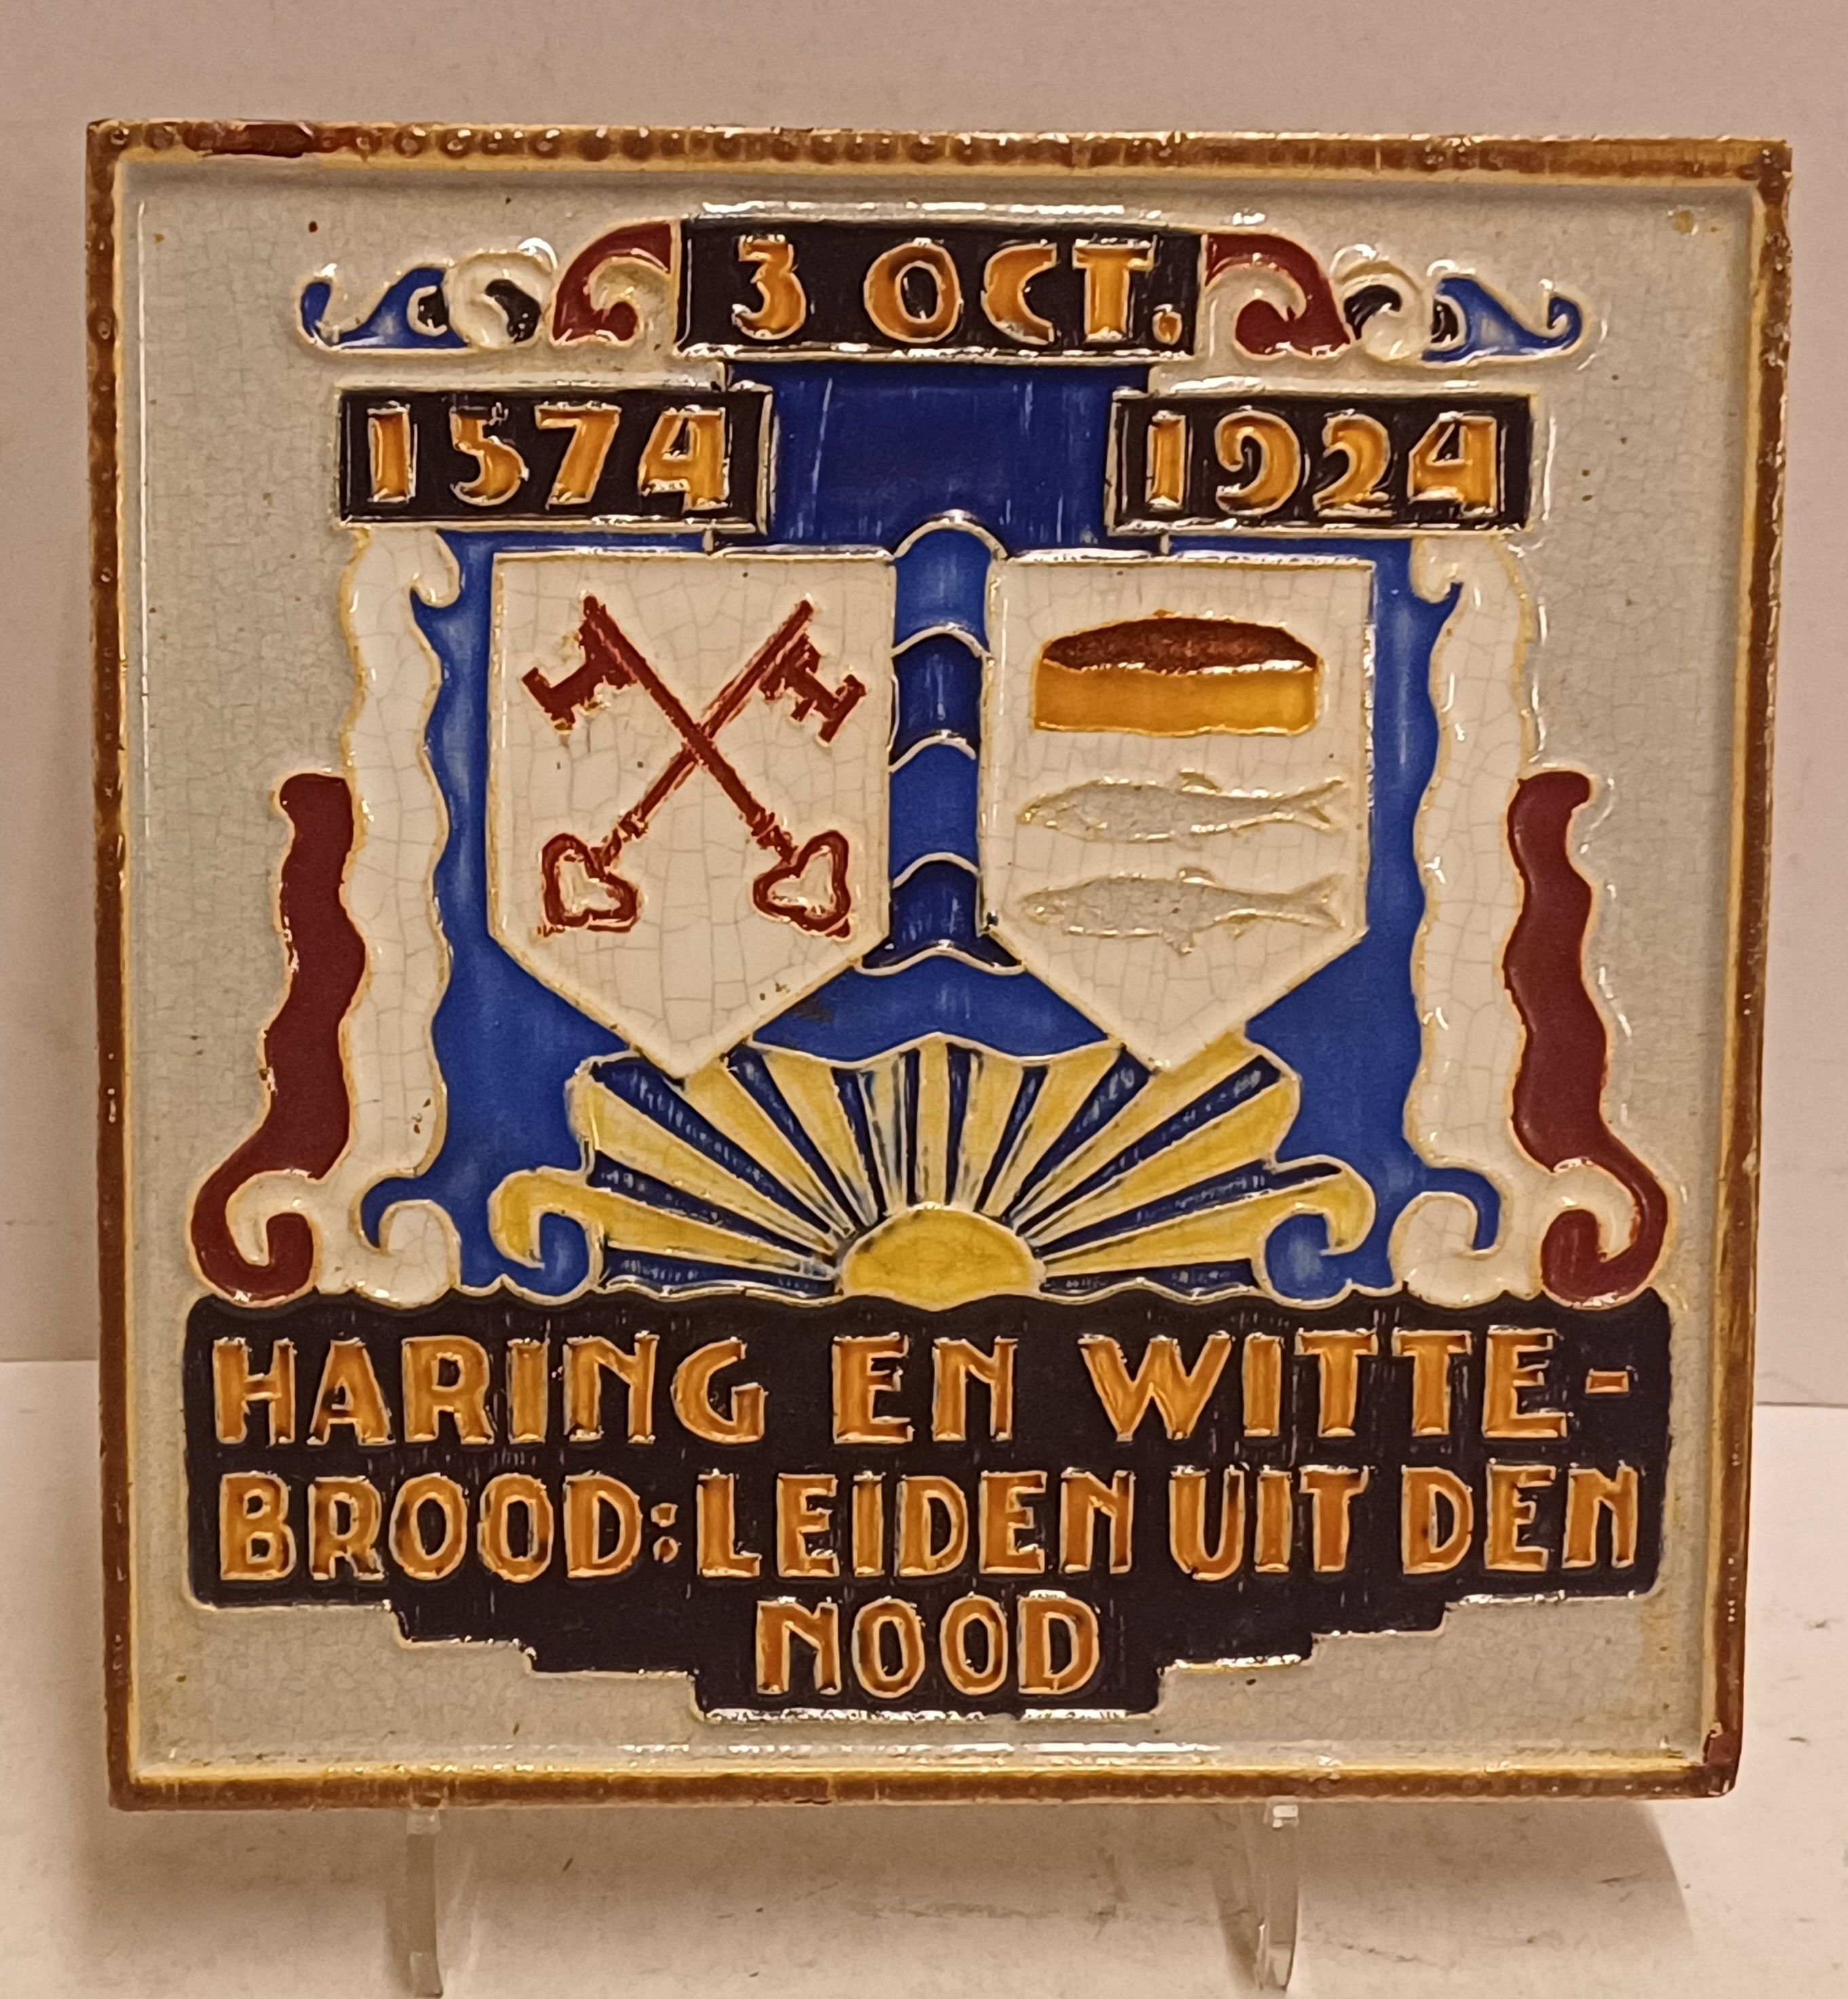 3 OCT.
1574 1924
HARING EN WITTE-
BROOD: LEIDEN UIT DEN
NOOD